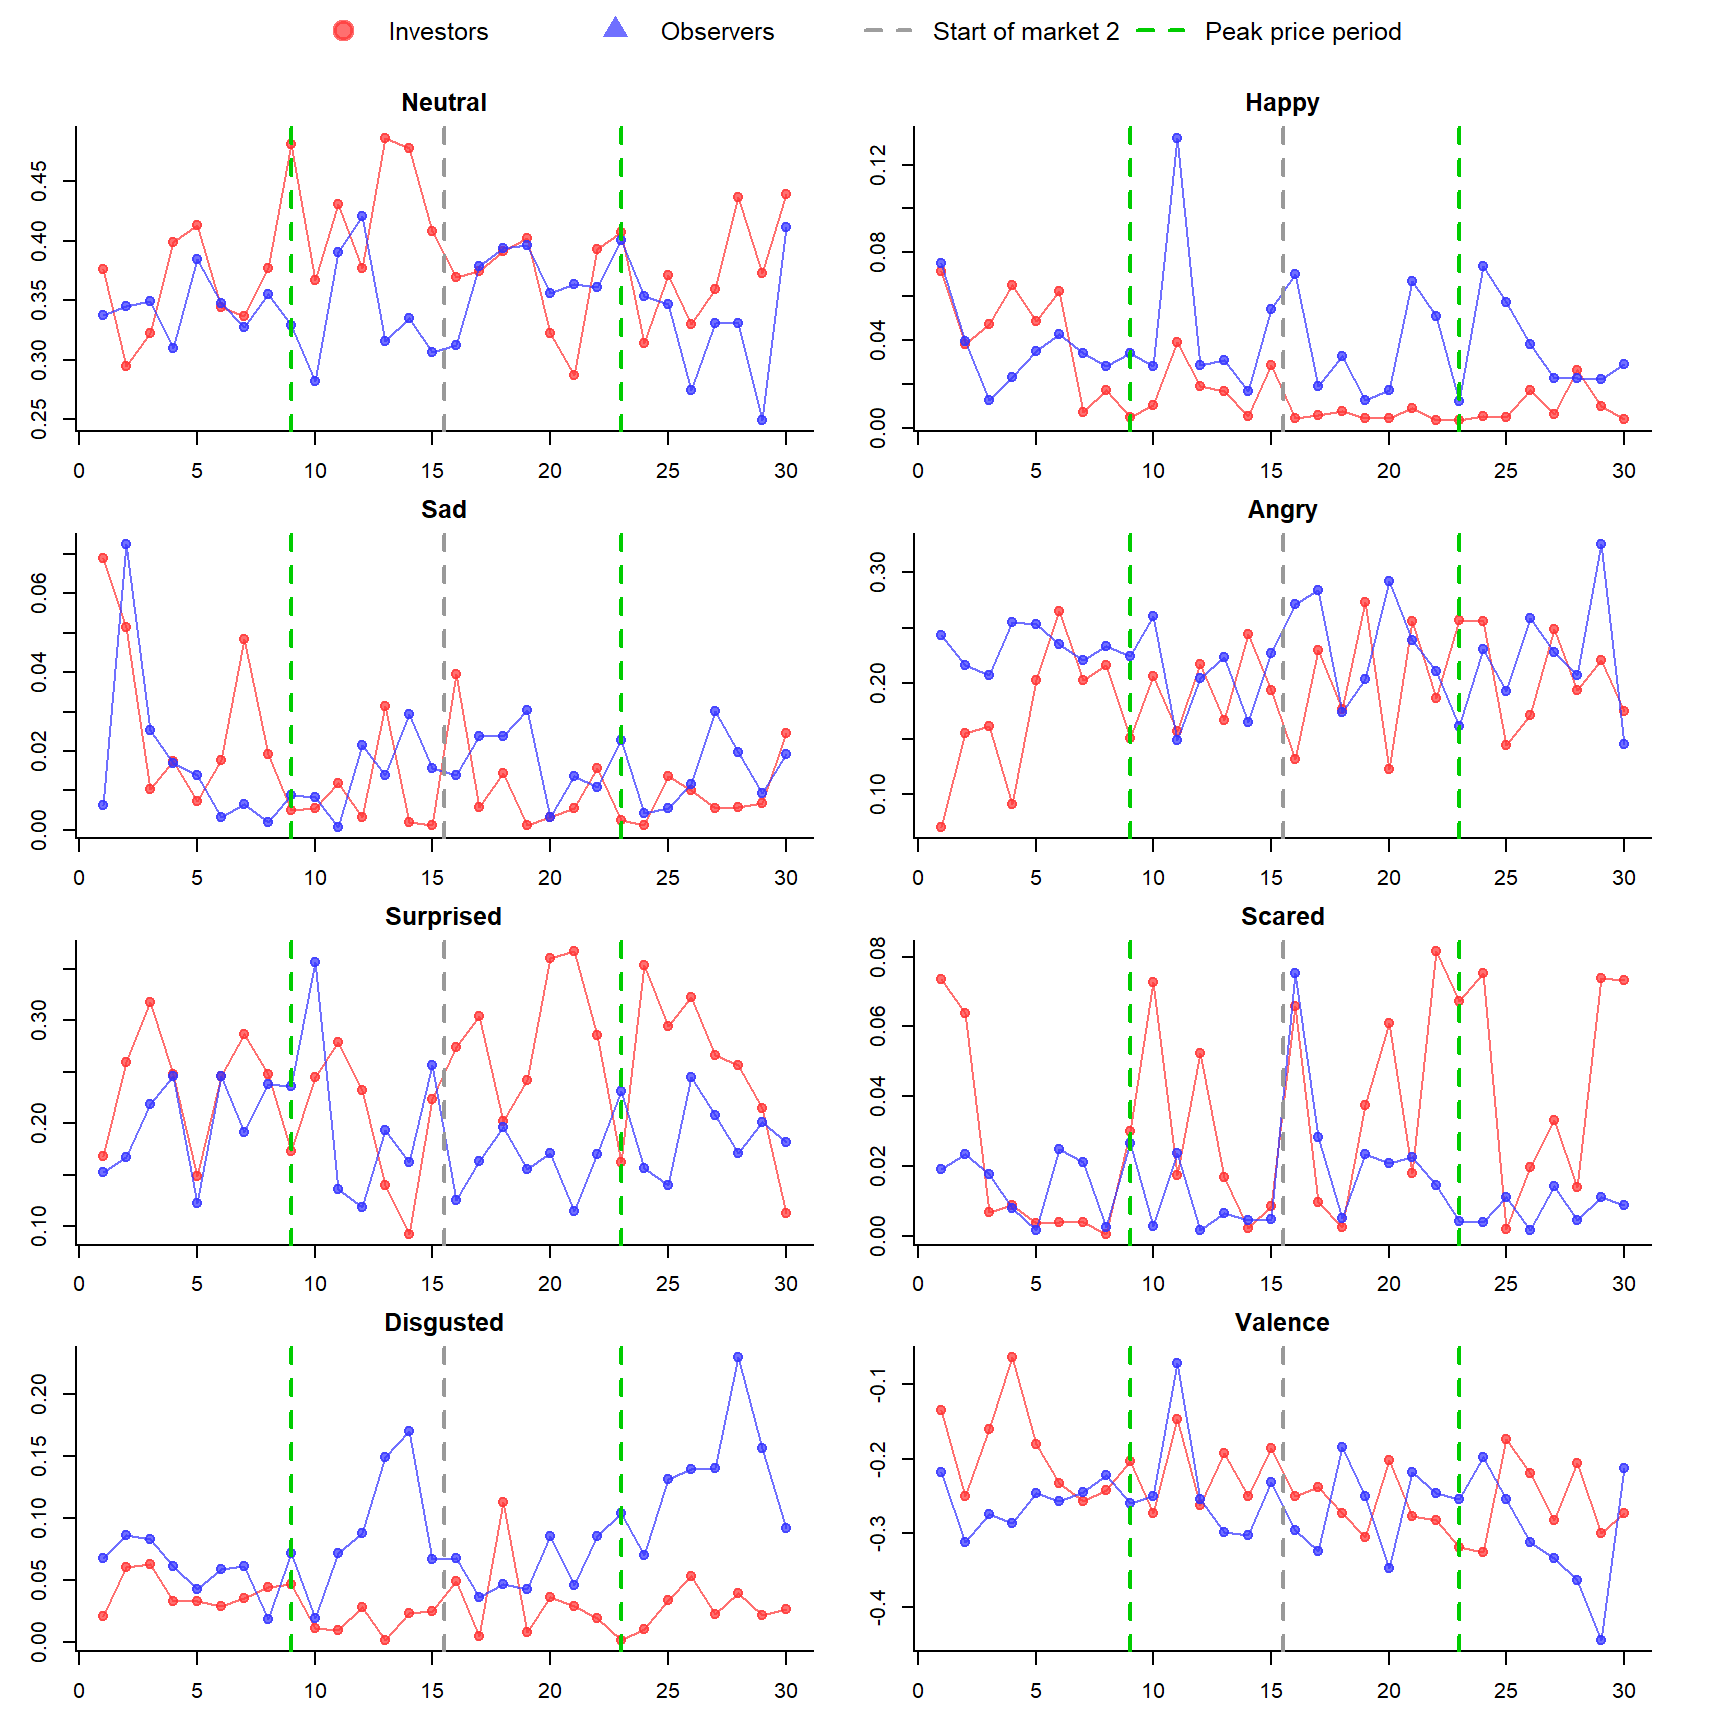 Investors Observers Start of market 2 Peak price period
Neutral Happy
0.25 0.30 0.35 0.40 0.45
0.00 0.04 0.08 0.12
0 5 10 15 20 25 30
0 5 10 15 20 25 30
Sad Angry
0.00 0.02 0.04 0.06
0.10 0.20 0.30
0 5 10 15 20 25 30
0 5 10 15 20 25 30
Surprised Scared
0.10 0.20 0.30
0.00 0.02 0.04 0.06 0.08
0 5 10 15 20 25 30
0 5 10 15 20 25 30
Disgusted Valence
0.00 0.05 0.10 0.15 0.20
-0.4 -0.3 -0.2 -0.1
0 5 10 15 20 25 30
0 5 10 15 20 25 30